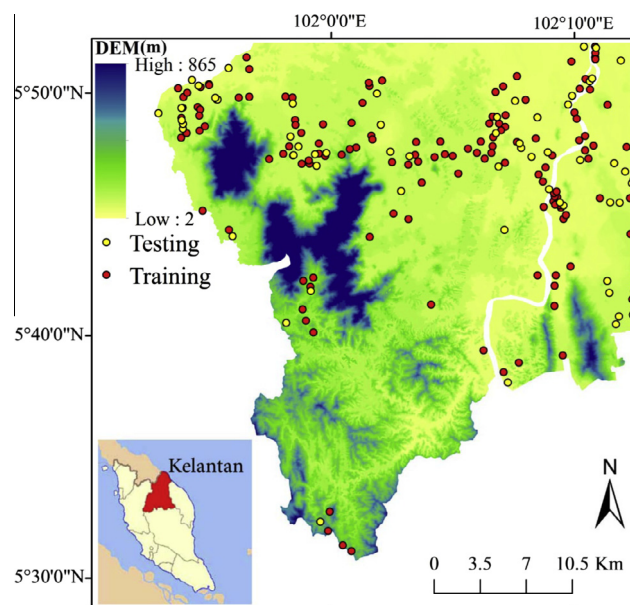 102°0'0"E 102°10'0"E
DEM(m)
High : 865
5°50'0"N
Low : 2
Testing
Training
5°40'0"N
Kelantan
N
5°30'0"N
0 3.5 7 10.5 Km